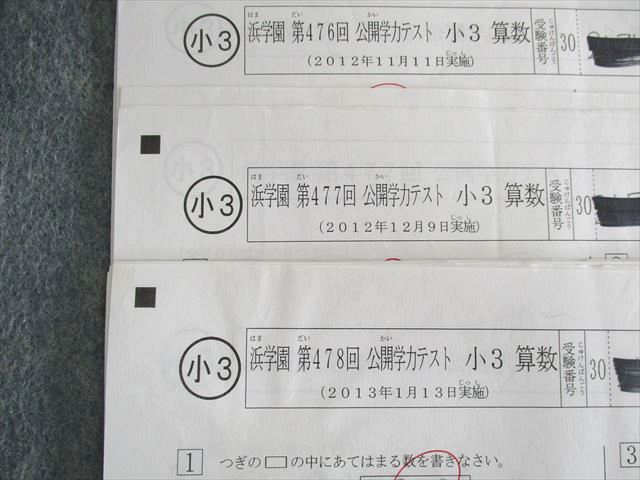 小3 浜学園 第476回 公開学力テスト 小3 算数 受験番号 30
(2012年11月11日実施)
小3 浜学園 第477回 公開学力テスト 小3 算数 受験番号 30
(2012年12月9日実施)
小3 浜学園 第478回 公開学力テスト 小3 算数 受験番号 30
(2013年1月13日実施)
1 つぎの□の中にあてはまる数を書きなさい。 3